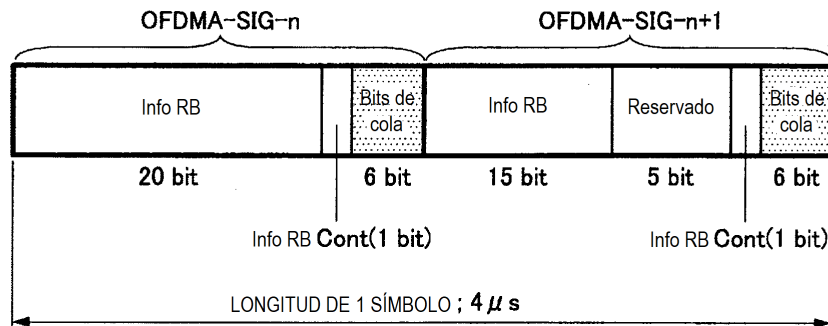 OFDMA-SIG-n OFDMA-SIG-n+1
Info RB Bits de cola Info RB Reservado Bits de cola
20 bit 6 bit 15 bit 5 bit 6 bit
Info RB Cont(1 bit) Info RB Cont(1 bit)
LONGITUD DE 1 SÍMBOLO ; 4 μ s